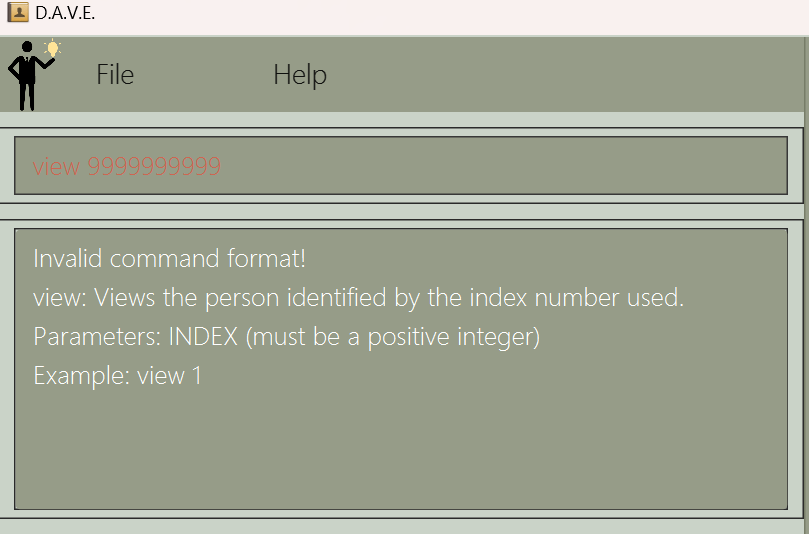 D.A.V.E.
File Help
view 9999999999
Invalid command format!
view: Views the person identified by the index number used.
Parameters: INDEX (must be a positive integer)
Example: view 1